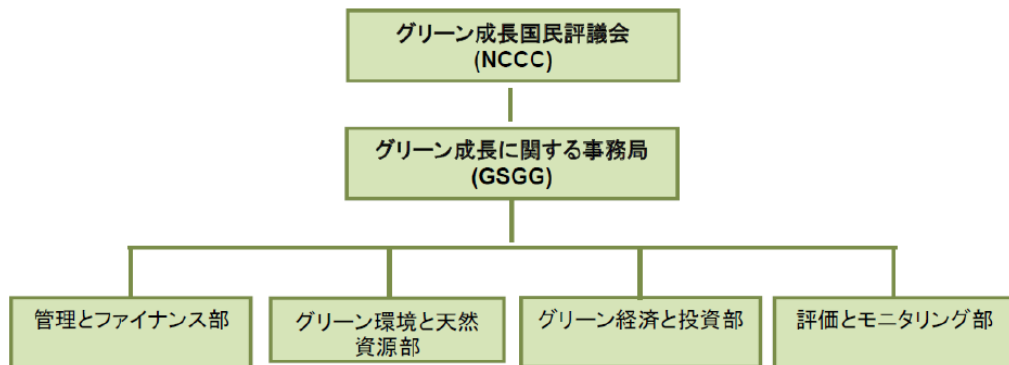 グリーン成長国民評議会
(NCCC)
グリーン成長に関する事務局
(GSGG)
管理とファイナンス部
グリーン環境と天然
資源部
グリーン経済と投資部
評価とモニタリング部